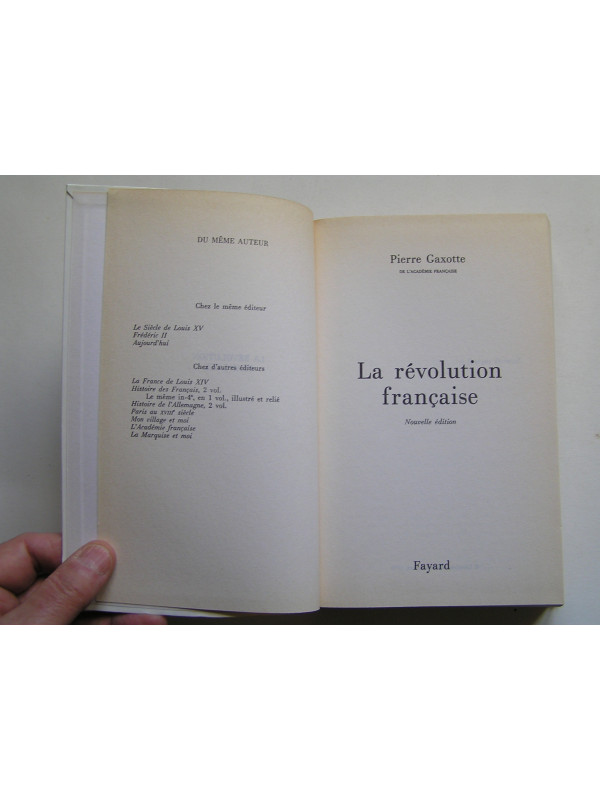 DU MÊME AUTEUR
Chez le même éditeur
Le Siècle de Louis XV
Frédéric II
Aujourd'hui
Chez d'autres éditeurs
La France de Louis XIV
Histoire des Français, 2 vol.
Le même in-4°, en 1 vol., illustré et relié
Histoire de l'Allemagne, 2 vol.
Paris au XVIIIe siècle
Mon village et moi
L'Académie française
La Marquise et moi
Pierre Gaxotte
DE L'ACADÉMIE FRANÇAISE
La révolution
française
Nouvelle édition
Fayard